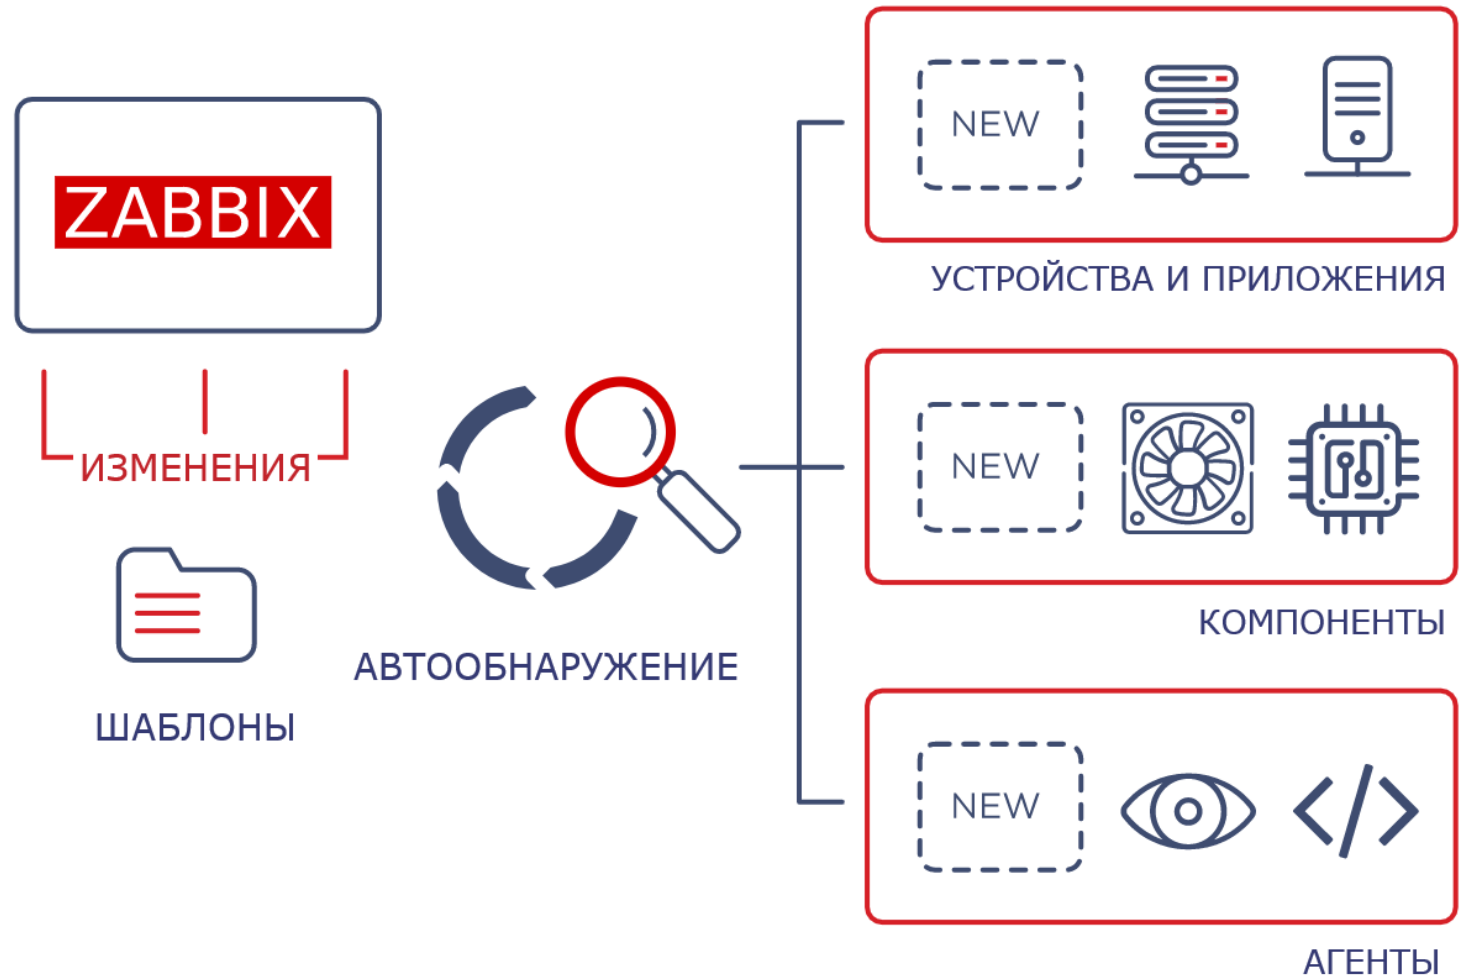 ZABBIX
ИЗМЕНЕНИЯ
ШАБЛОНЫ
АВТООБНАРУЖЕНИЕ
NEW
УСТРОЙСТВА И ПРИЛОЖЕНИЯ
NEW
КОМПОНЕНТЫ
NEW
АГЕНТЫ